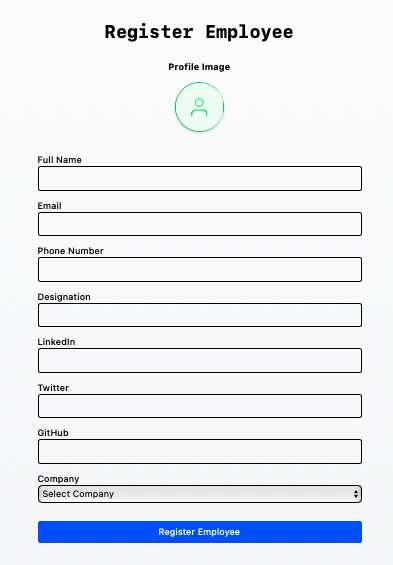 Register Employee
Profile Image
Full Name
Email
Phone Number
Designation
LinkedIn
Twitter
GitHub
Company
Select Company
Register Employee